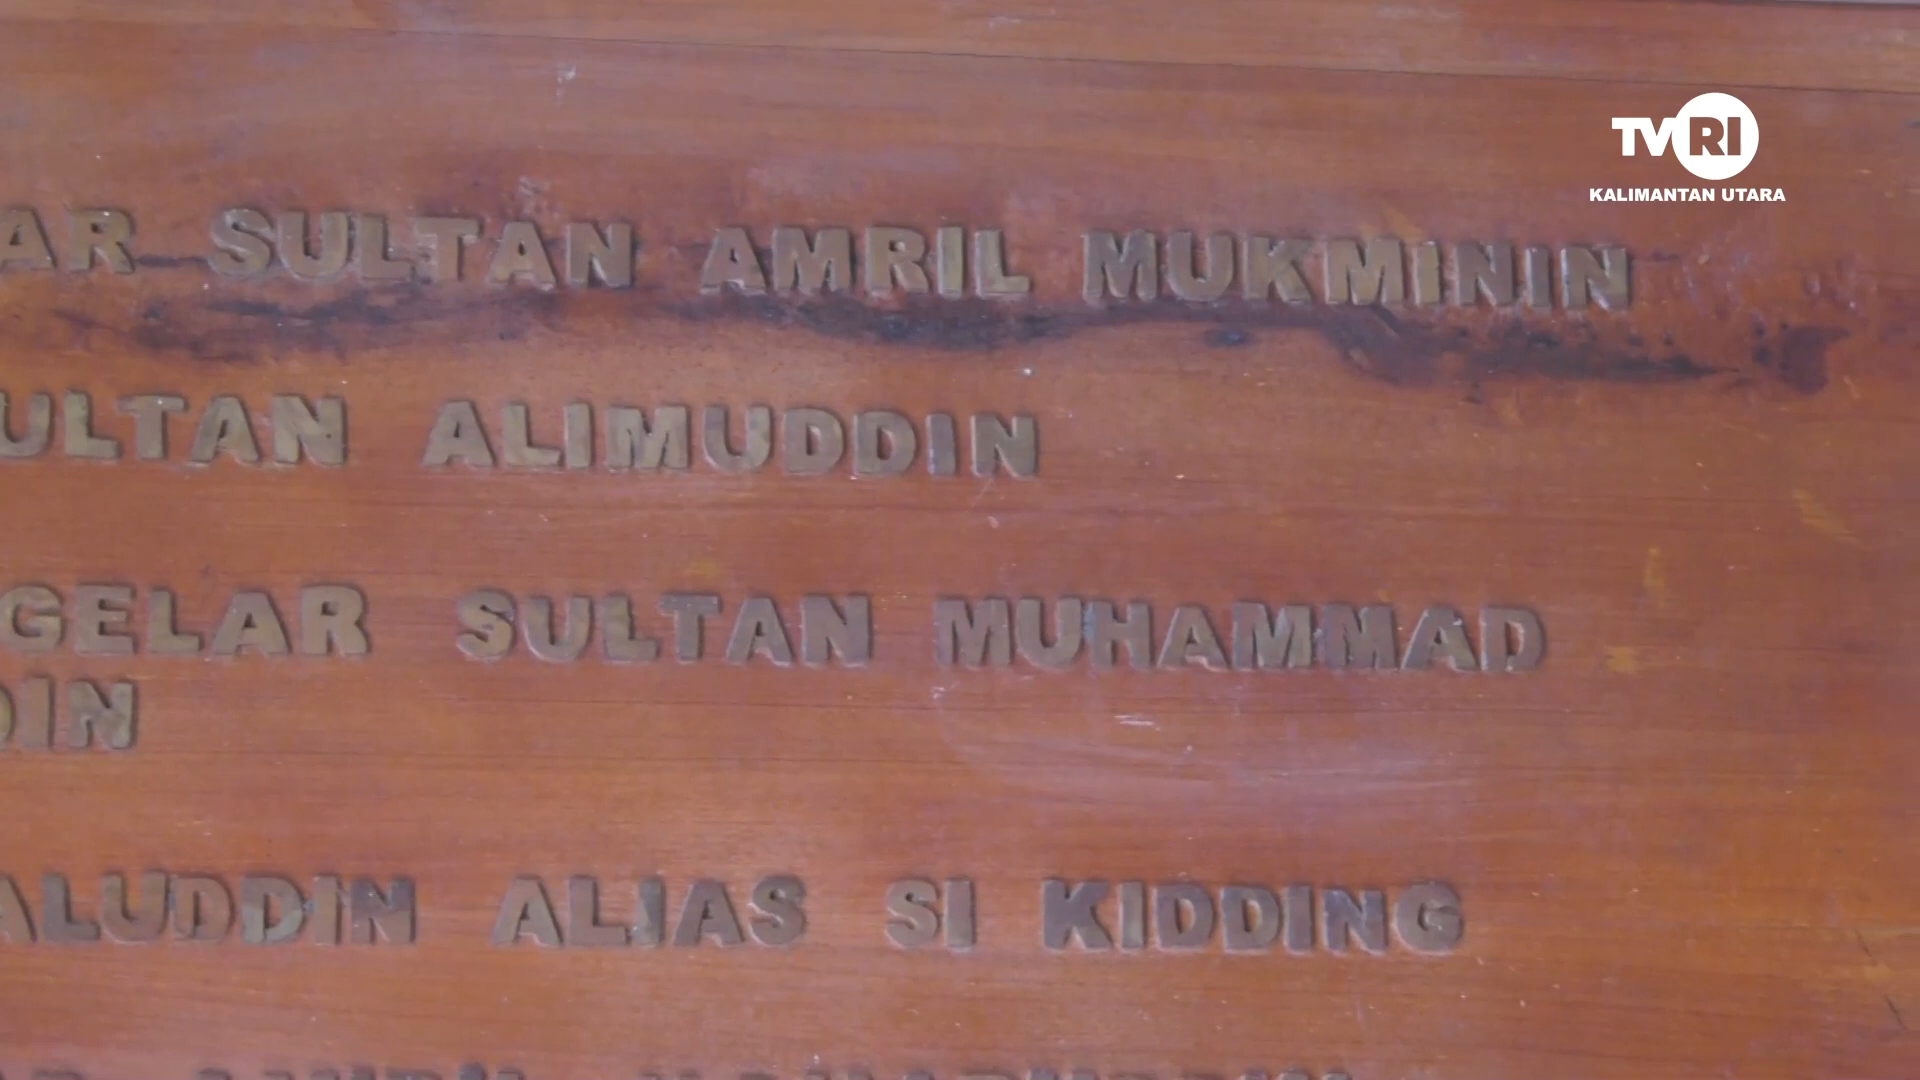 TVRI
KALIMANTAN UTARA
AR SULTAN AMRIL MUKMININ
ULTAN ALIMUDDIN
GELAR SULTAN MUHAMMAD
DIN
ALUDDIN ALIAS SI KIDDING